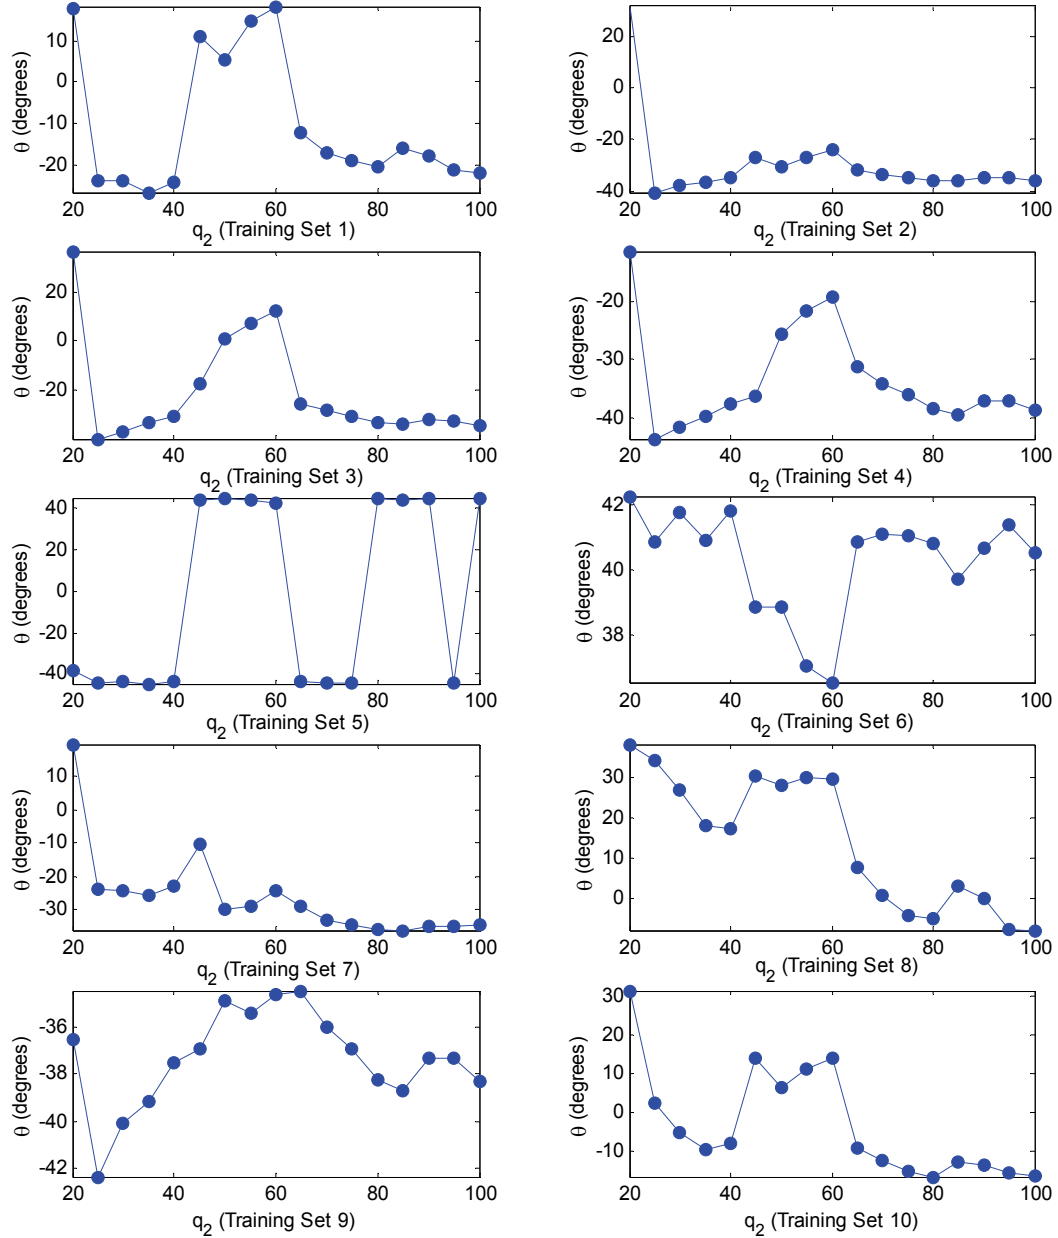 10
0
-10
-20
θ (degrees)
20 40 60 80 100
q2 (Training Set 1)
20
0
-20
-40
θ (degrees)
20 40 60 80 100
q2 (Training Set 2)
20
0
-20
θ (degrees)
20 40 60 80 100
q2 (Training Set 3)
-20
-30
-40
θ (degrees)
20 40 60 80 100
q2 (Training Set 4)
40
20
0
-20
-40
θ (degrees)
20 40 60 80 100
q2 (Training Set 5)
42
40
38
θ (degrees)
20 40 60 80 100
q2 (Training Set 6)
10
0
-10
-20
-30
θ (degrees)
20 40 60 80 100
q2 (Training Set 7)
30
20
10
0
θ (degrees)
20 40 60 80 100
q2 (Training Set 8)
-36
-38
-40
-42
θ (degrees)
20 40 60 80 100
q2 (Training Set 9)
30
20
10
0
-10
θ (degrees)
20 40 60 80 100
q2 (Training Set 10)